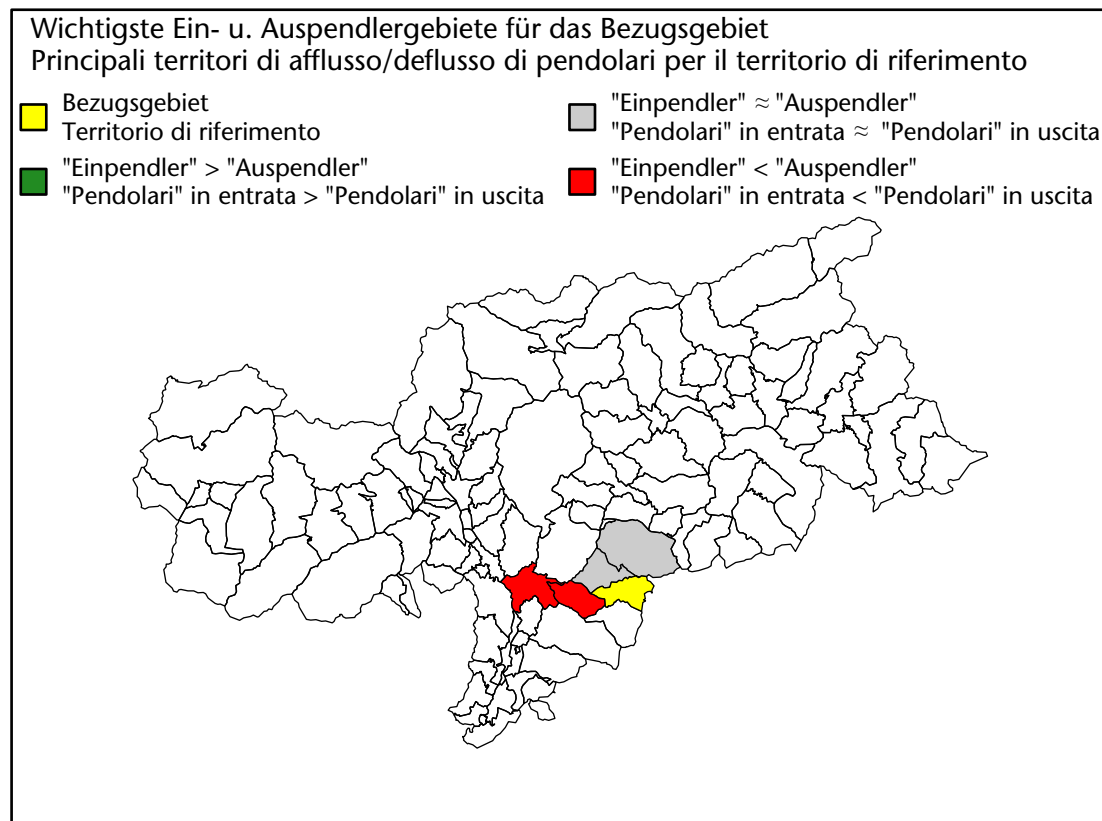 Wichtigste Ein- u. Auspendlergebiete für das Bezugsgebiet
Principali territori di afflusso/deflusso di pendolari per il territorio di riferimento
Bezugsgebiet
Territorio di riferimento
"Einpendler" > "Auspendler"
"Pendolari" in entrata > "Pendolari" in uscita
"Einpendler" ≈ "Auspendler"
"Pendolari" in entrata ≈ "Pendolari" in uscita
"Einpendler" < "Auspendler"
"Pendolari" in entrata < "Pendolari" in uscita